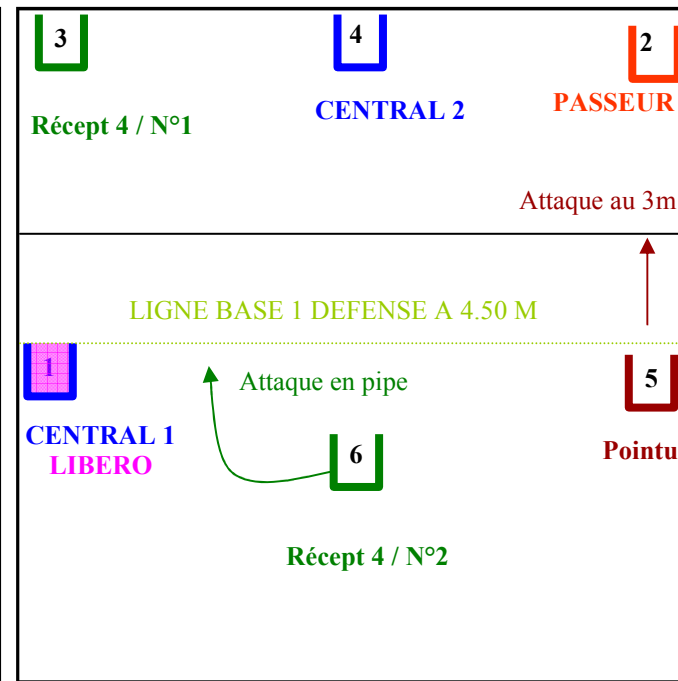 3
4
2
Récept 4 / N°1
CENTRAL 2
PASSEUR
Attaque au 3m
LIGNE BASE 1 DEFENSE A 4.50 M
1
Attaque en pipe
5
CENTRAL 1
LIBERO
6
Pointu
Récept 4 / N°2